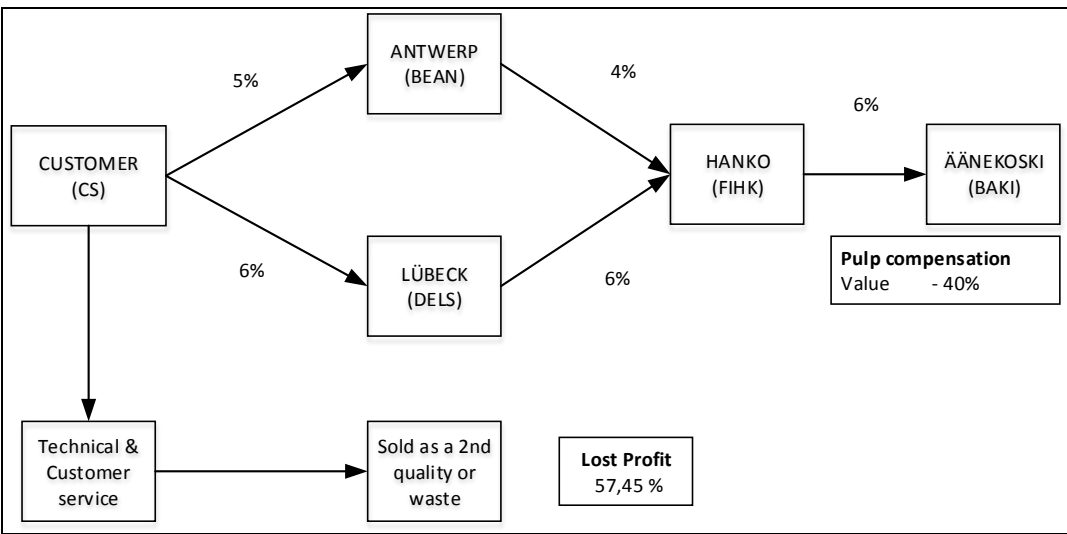 ANTWERP
(BEAN)
5%
4%
6%
CUSTOMER
(CS)
HANKO
(FIHK)
ÄÄNEKOSKI
(BAKI)
6%
LÜBECK
(DELS)
6%
Pulp compensation
Value - 40%
Technical &
Customer
service
Sold as a 2nd
quality or
waste
Lost Profit
57,45 %